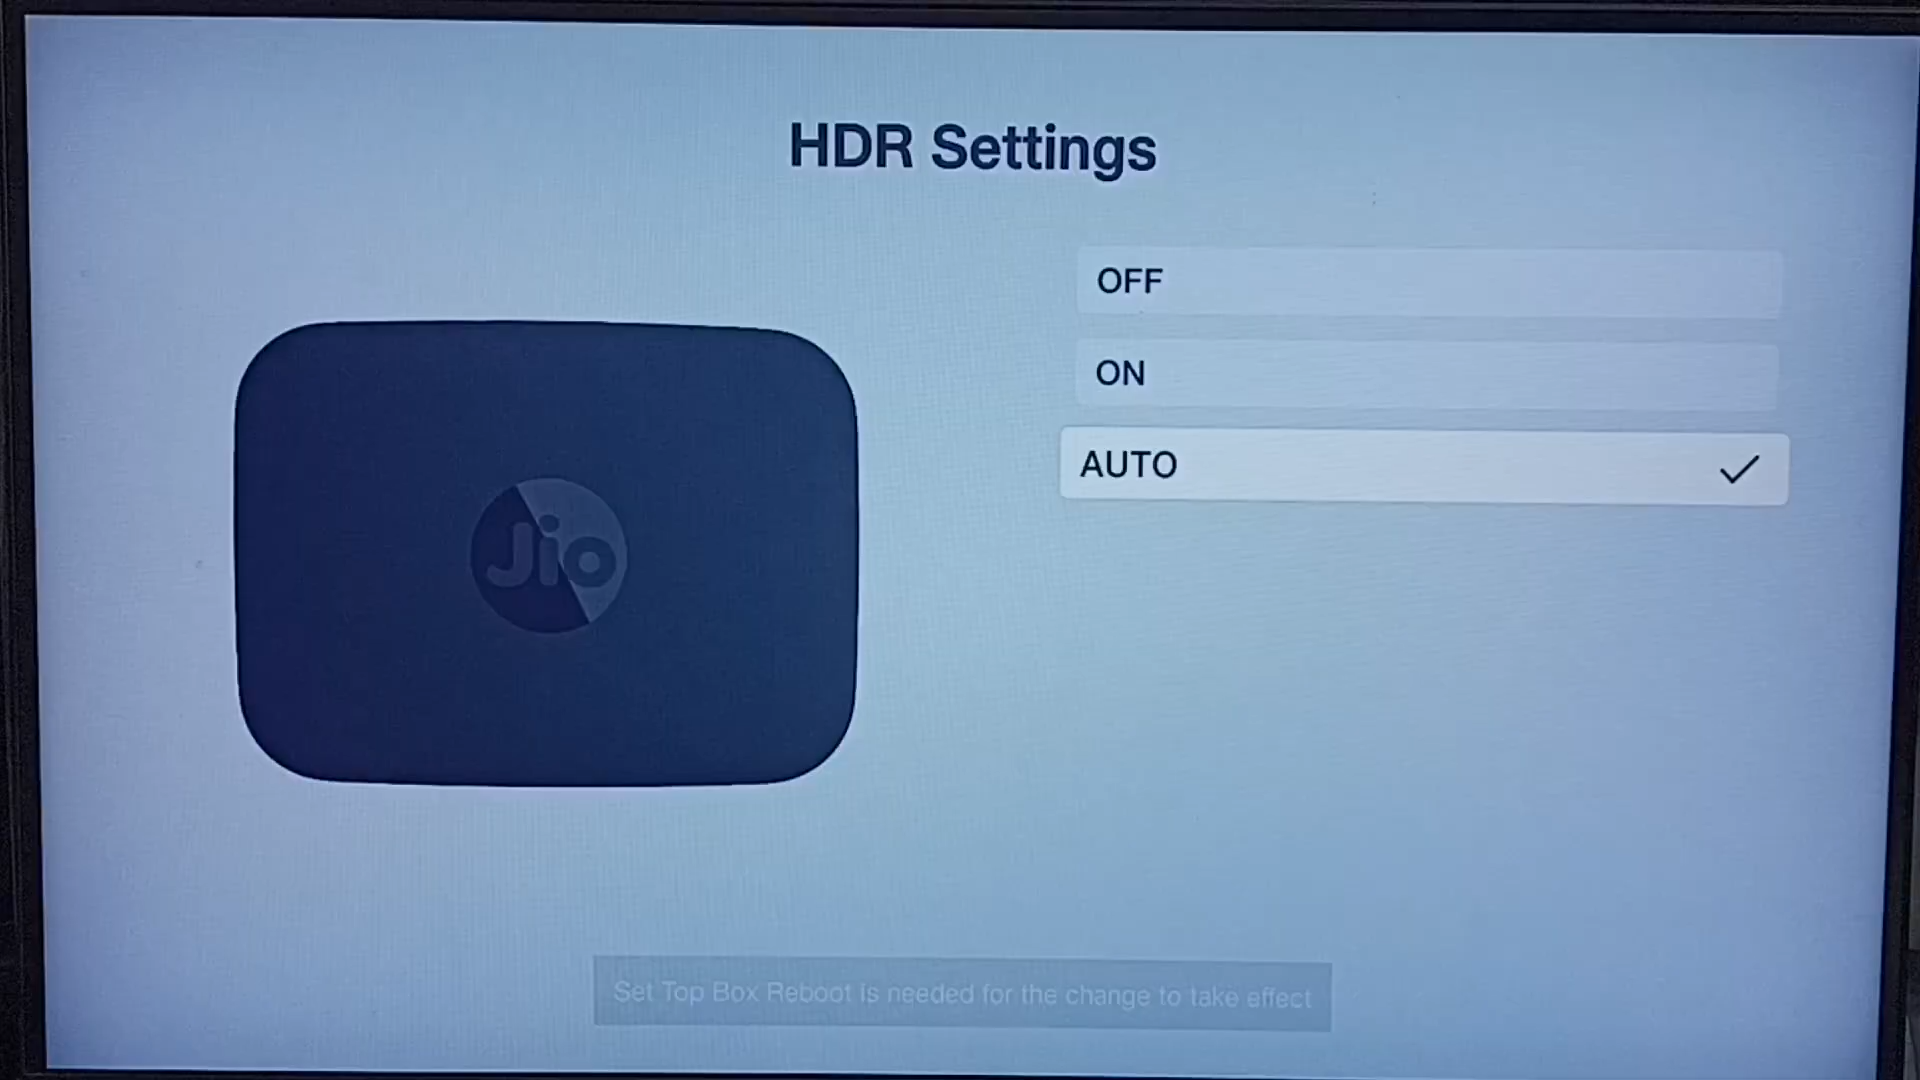 HDR Settings
OFF
ON
AUTO
Jio
Set Top Box Reboot is needed for the change to take effect